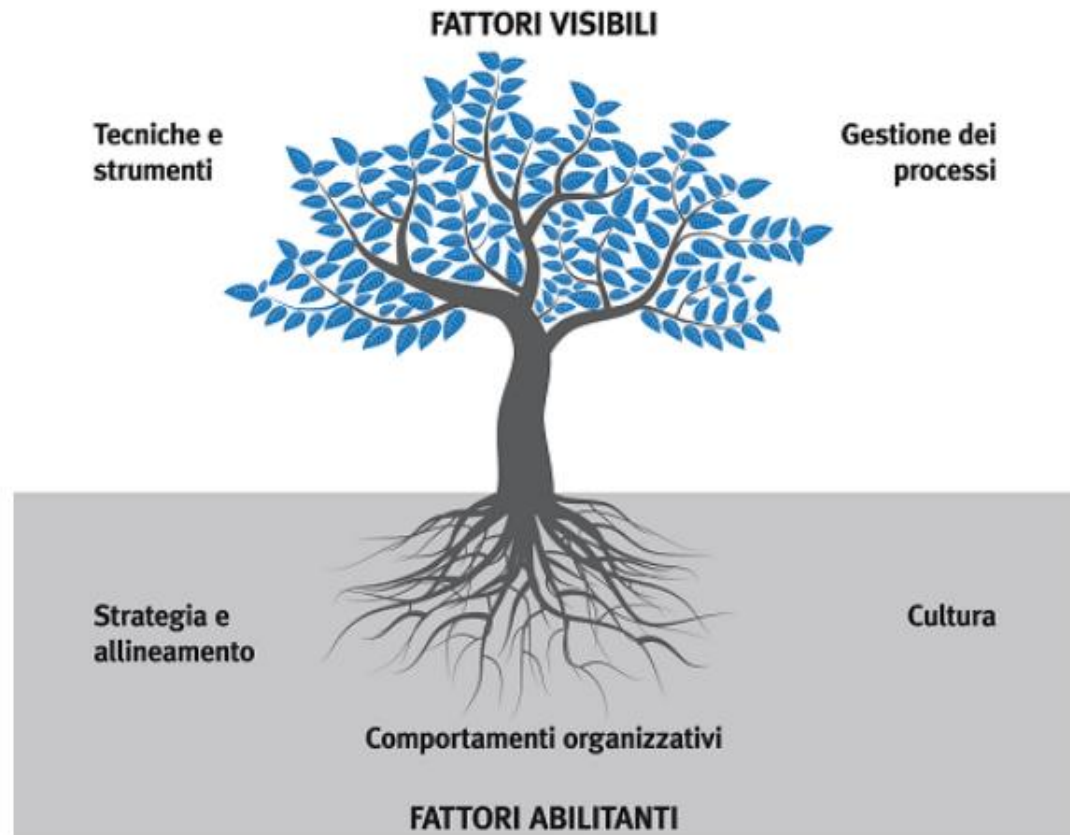 FATTORI VISIBILI
Tecniche e
strumenti
Gestione dei
processi
Strategia e
allineamento
Cultura
Comportamenti organizzativi
FATTORI ABILITANTI